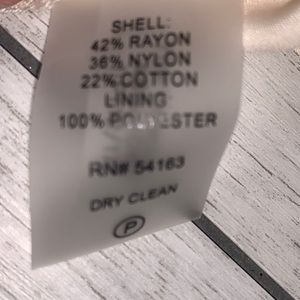 SHELL:
42% RAYON
36% NYLON
22% COTTON
LINING:
100% POLYESTER
RN# 54163
DRY CLEAN
P